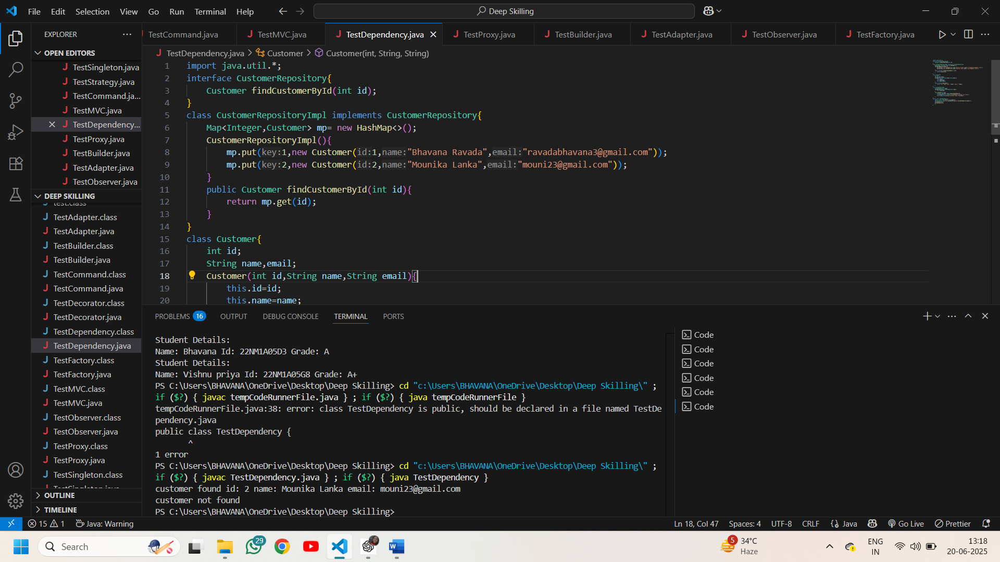 File Edit Selection View Go Run Terminal Help
Deep Skilling
EXPLORER
TestCommand.java
TestMVC.java
TestDependency.java
TestProxy.java
TestBuilder.java
TestAdapter.java
TestObserver.java
TestFactory.java
OPEN EDITORS
TestSingleton.java
TestStrategy.java
TestCommand.ja...
TestMVC.java
TestDependency...
TestProxy.java
TestBuilder.java
TestAdapter.java
TestObserver.java
DEEP SKILLING
test.class
TestAdapter.class
TestAdapter.java
TestBuilder.class
TestBuilder.java
TestCommand.class
TestCommand.java
TestDecorator.class
TestDecorator.java
TestDependency.class
TestDependency.java
TestFactory.class
TestFactory.java
TestMVC.class
TestMVC.java
TestObserver.class
TestObserver.java
TestProxy.class
TestProxy.java
TestSingleton.class
TestSingleton.java
OUTLINE
TIMELINE
TestDependency.java > Customer > Customer(int, String, String)
1 import java.util.*;
2 interface CustomerRepository{
3 Customer findCustomerById(int id);
4 }
5 class CustomerRepositoryImpl implements CustomerRepository{
6 Map<Integer,Customer> mp= new HashMap<>();
7 CustomerRepositoryImpl(){
8 mp.put(key:1,new Customer(id:1,name:"Bhavana Ravada",email:"ravadabhavana3@gmail.com"));
9 mp.put(key:2,new Customer(id:2,name:"Mounika Lanka",email:"mouni23@gmail.com"));
10 }
11 public Customer findCustomerById(int id){
12 return mp.get(id);
13 }
14 }
15 class Customer{
16 int id;
17 String name,email;
18 Customer(int id,String name,String email){
19 this.id=id;
20 this.name=name;
PROBLEMS 16 OUTPUT DEBUG CONSOLE TERMINAL PORTS
Student Details:
Name: Bhavana Id: 22NM1A05D3 Grade: A
Student Details:
Name: Vishnu priya Id: 22NM1A05G8 Grade: A+
PS C:\Users\BHAVANA\OneDrive\Desktop\Deep Skilling> cd "c:\Users\BHAVANA\OneDrive\Desktop\Deep Skilling\" ;
if ($?) { javac tempCodeRunnerFile.java } ; if ($?) { java tempCodeRunnerFile }
tempCodeRunnerFile.java:38: error: class TestDependency is public, should be declared in a file named TestDe
pendency.java
public class TestDependency {
^
1 error
PS C:\Users\BHAVANA\OneDrive\Desktop\Deep Skilling> cd "c:\Users\BHAVANA\OneDrive\Desktop\Deep Skilling\" ;
if ($?) { javac TestDependency.java } ; if ($?) { java TestDependency }
customer found id: 2 name: Mounika Lanka email: mouni23@gmail.com
customer not found
PS C:\Users\BHAVANA\OneDrive\Desktop\Deep Skilling>
Code
Code
Code
Code
Code
Code
15 1 Java: Warning
Ln 18, Col 47 Spaces: 4 UTF-8 CRLF {} Java Go Live Prettier
Search
29
5
34°C
Haze
ENG
IN
13:18
20-06-2025